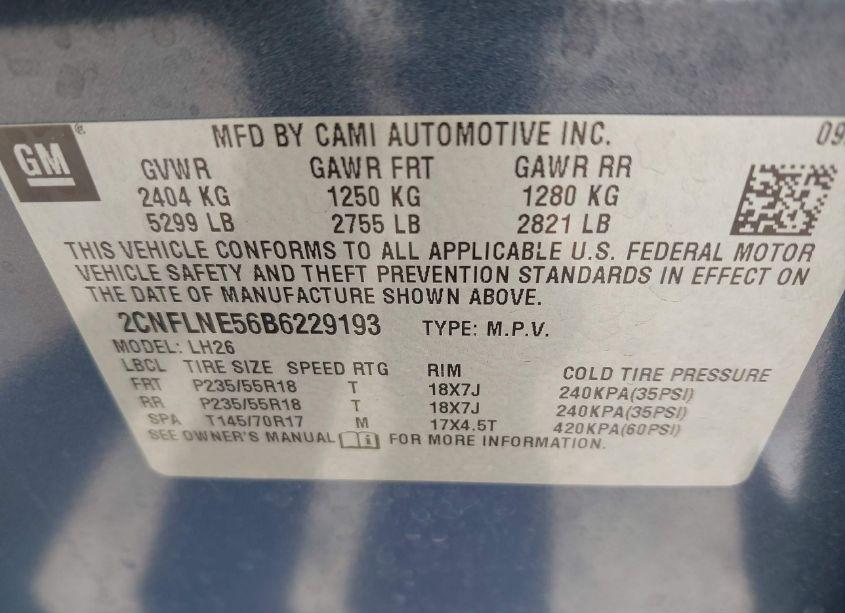 GM®
MFD BY CAMI AUTOMOTIVE INC. 09
GVWR GAWR FRT GAWR RR
2404 KG 1250 KG 1280 KG
5299 LB 2755 LB 2821 LB
THIS VEHICLE CONFORMS TO ALL APPLICABLE U.S. FEDERAL MOTOR
VEHICLE SAFETY AND THEFT PREVENTION STANDARDS IN EFFECT ON
THE DATE OF MANUFACTURE SHOWN ABOVE.
2CNFLNE56B6229193 TYPE: M.P.V.
MODEL: LH26
LBCL TIRE SIZE SPEED RTG RIM COLD TIRE PRESSURE
FRT P235/55R18 T 18X7J 240KPA(35PSI)
RR P235/55R18 T 18X7J 240KPA(35PSI)
SPA T145/70R17 M 17X4.5T 420KPA(60PSI)
SEE OWNER'S MANUAL FOR MORE INFORMATION.